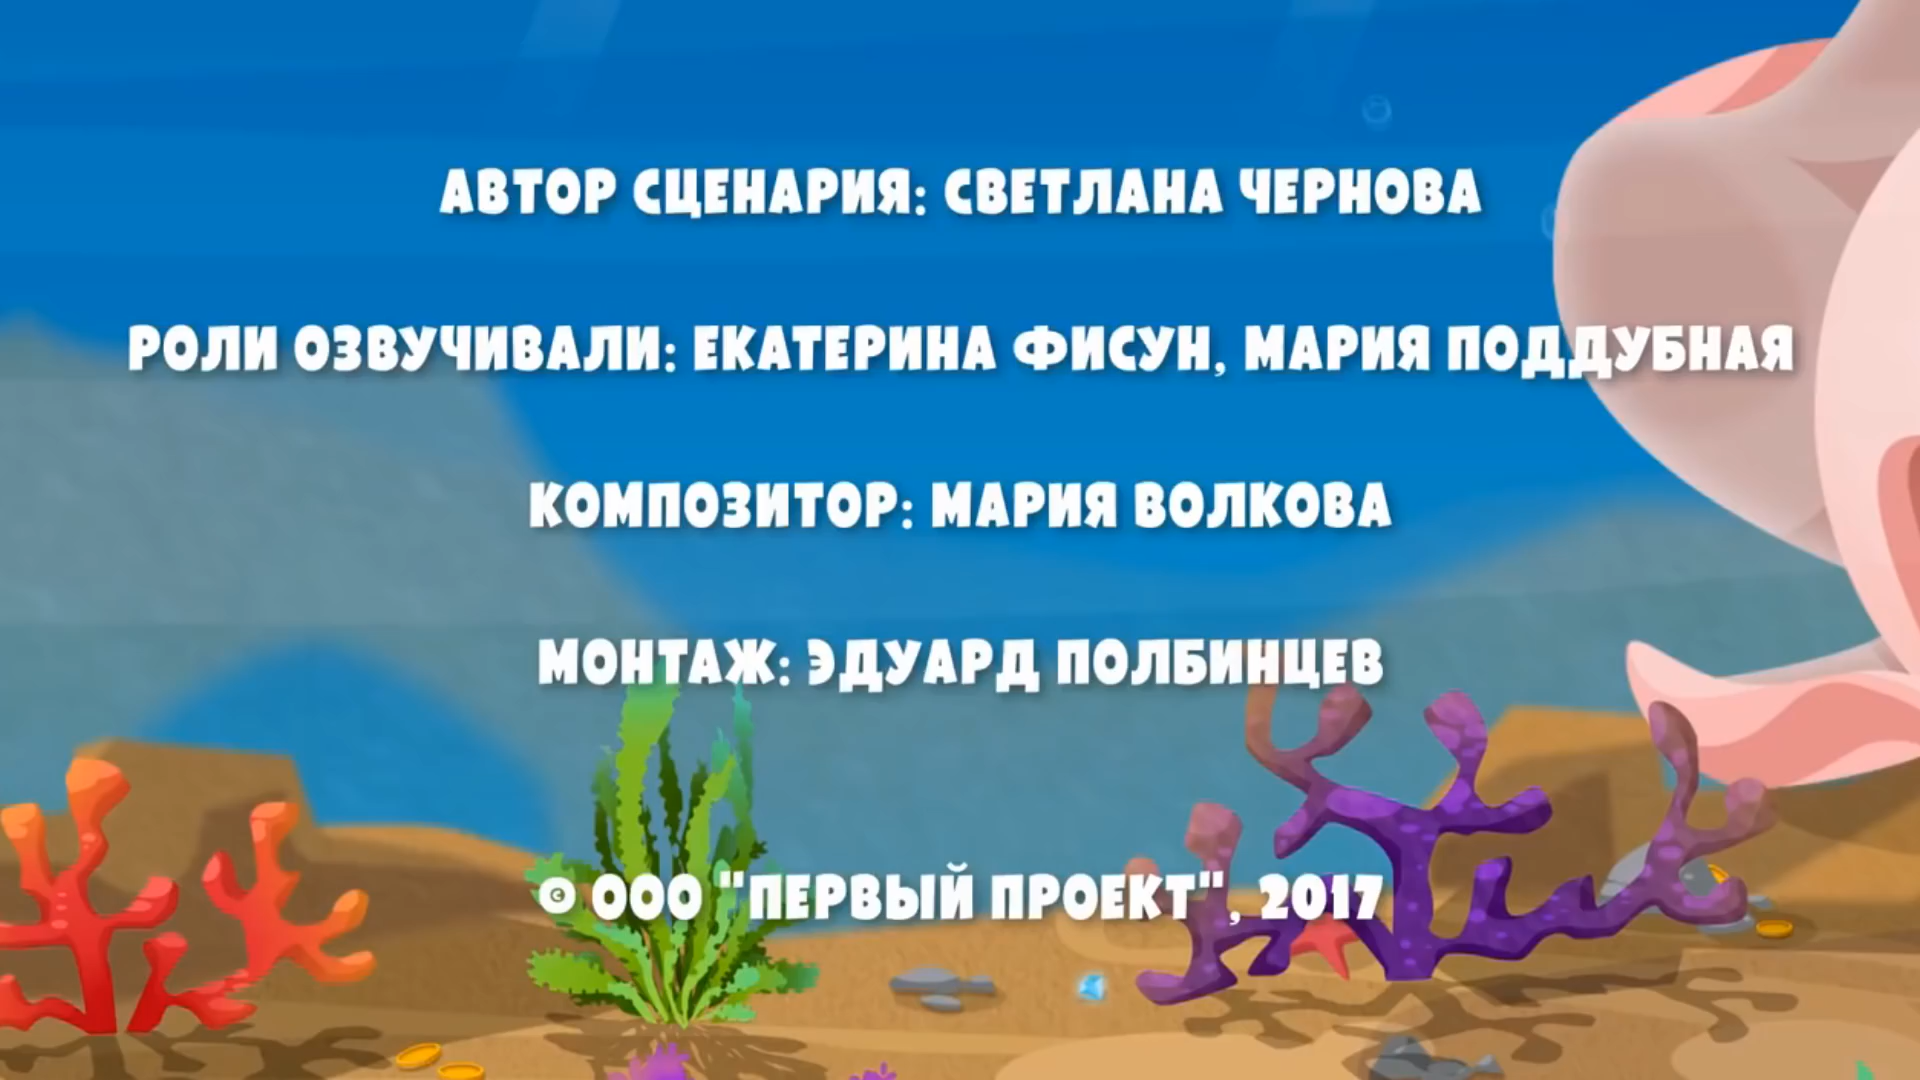 АВТОР СЦЕНАРИЯ: СВЕТЛАНА ЧЕРНОВА
РОЛИ ОЗВУЧИВАЛИ: ЕКАТЕРИНА ФИСУН, МАРИЯ ПОДДУБНАЯ
КОМПОЗИТОР: МАРИЯ ВОЛКОВА
МОНТАЖ: ЭДУАРД ПОЛБИНЦЕВ
© ООО "ПЕРВЫЙ ПРОЕКТ", 2017